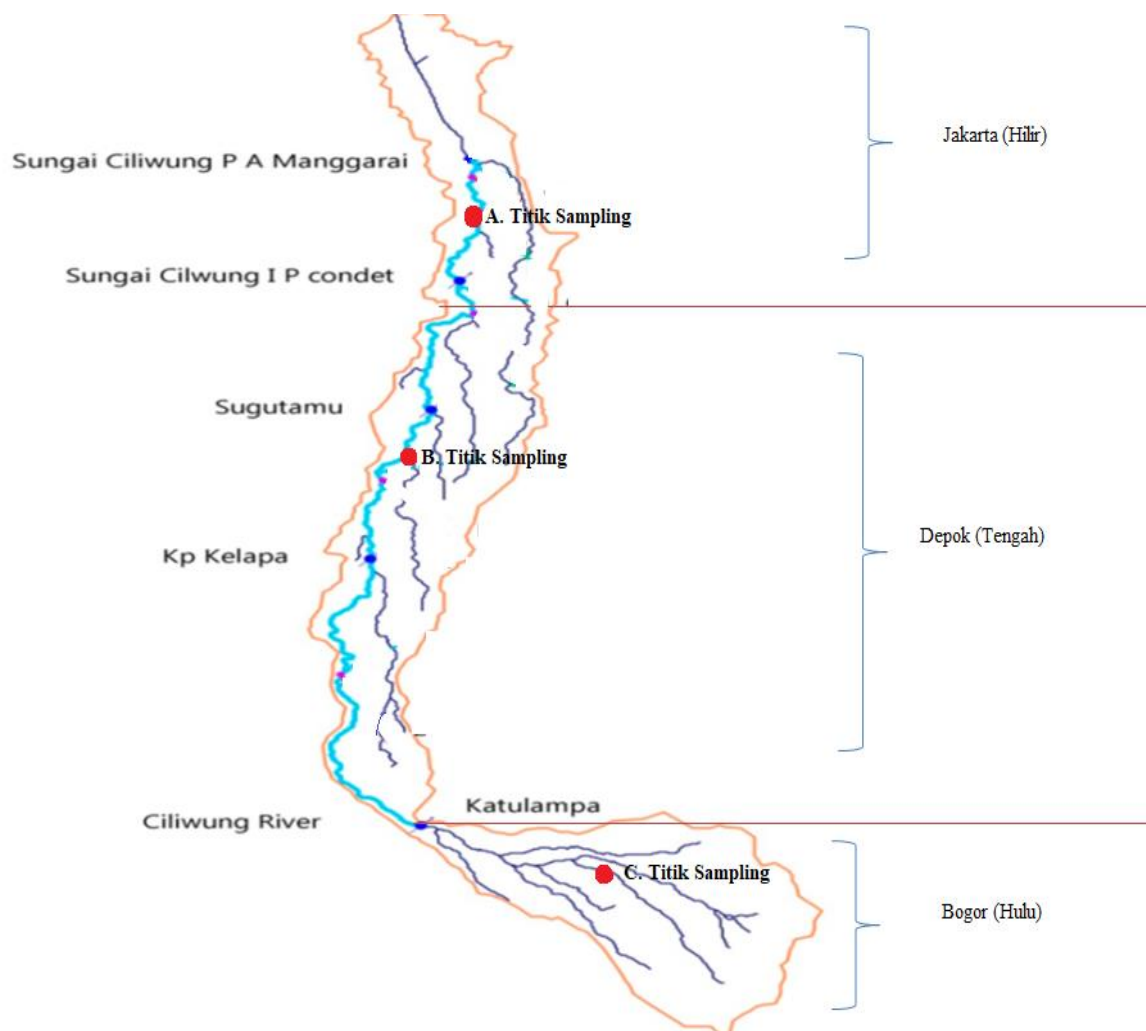 Jakarta (Hilir)
Sungai Ciliwung P A Manggarai
A. Titik Sampling
Sungai Cilwung I P condet
Sugutamu
B. Titik Sampling
Depok (Tengah)
Kp Kelapa
Katulampa
Ciliwung River
C. Titik Sampling
Bogor (Hulu)